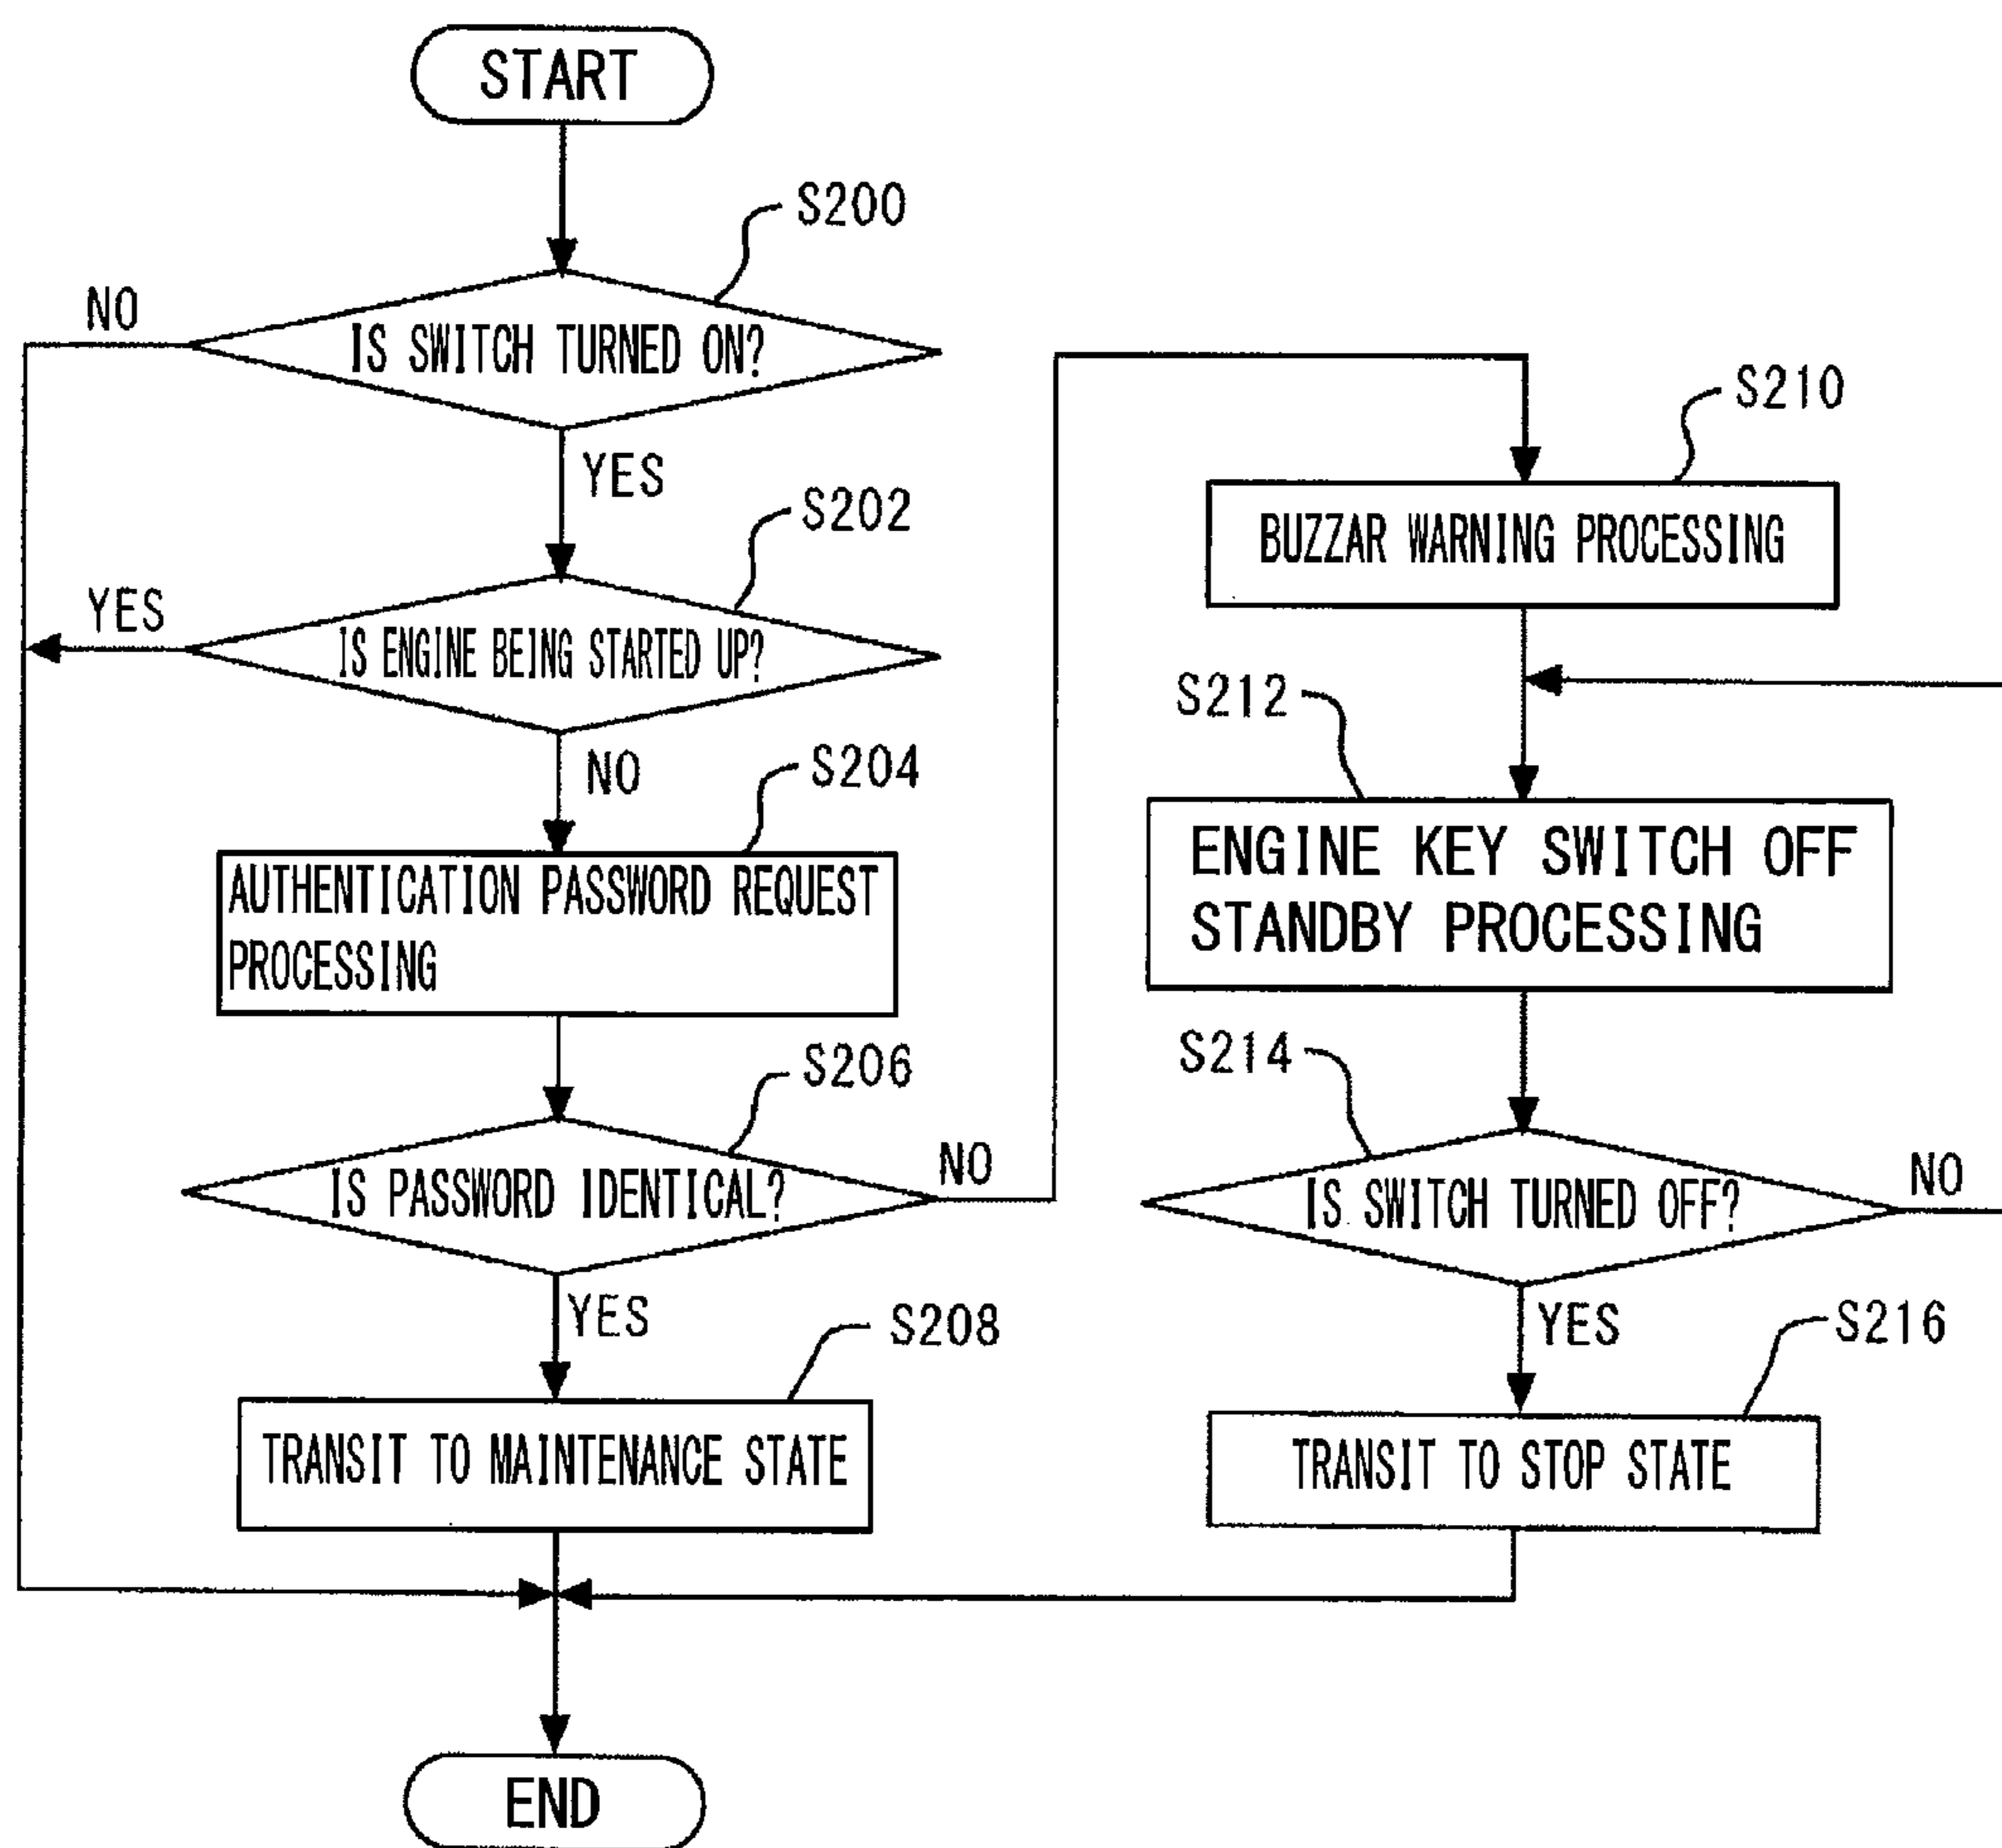 START
S200
NO
IS SWITCH TURNED ON?
YES
S202
YES
IS ENGINE BEING STARTED UP?
NO
S204
AUTHENTICATION PASSWORD REQUEST
PROCESSING
S206
IS PASSWORD IDENTICAL?
NO
YES
S208
TRANSIT TO MAINTENANCE STATE
END
S210
BUZZAR WARNING PROCESSING
S212
ENGINE KEY SWITCH OFF
STANDBY PROCESSING
S214
IS SWITCH TURNED OFF?
NO
YES
S216
TRANSIT TO STOP STATE